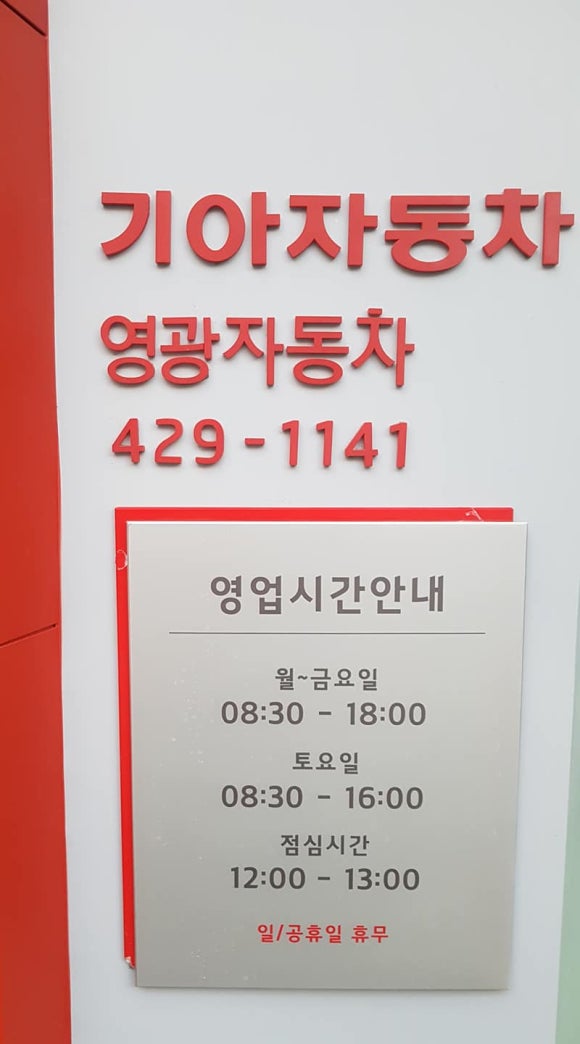 기아자동차
영광자동차
429-1141
영업시간안내
월~금요일
08:30 - 18:00
토요일
08:30 - 16:00
점심시간
12:00 - 13:00
일/공휴일 휴무